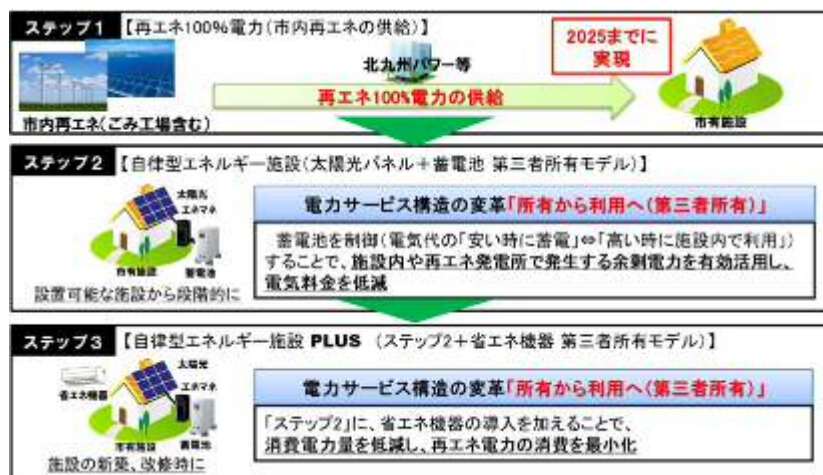 ステップ1 【再エネ100%電力(市内再エネの供給)】
2025までに
実現
北九州パワー等
再エネ100%電力の供給
市内再エネ(ごみ工場含む)
市有施設
ステップ2 【自律型エネルギー施設(太陽光パネル+蓄電池 第三者所有モデル)】
太陽光
エネマネ
市有施設
蓄電池
設置可能な施設から段階的に
電力サービス構造の変革「所有から利用へ(第三者所有)」
蓄電池を制御(電気代の「安い時に蓄電」⇔「高い時に施設内で利用」)
することで、施設内や再エネ発電所で発生する余剰電力を有効活用し、
電気料金を低減
ステップ3 【自律型エネルギー施設 PLUS (ステップ2+省エネ機器 第三者所有モデル)】
太陽光
省エネ機器
エネマネ
市有施設
蓄電池
施設の新築、改修時に
電力サービス構造の変革「所有から利用へ(第三者所有)」
「ステップ2」に、省エネ機器の導入を加えることで、
消費電力量を低減し、再エネ電力の消費を最小化